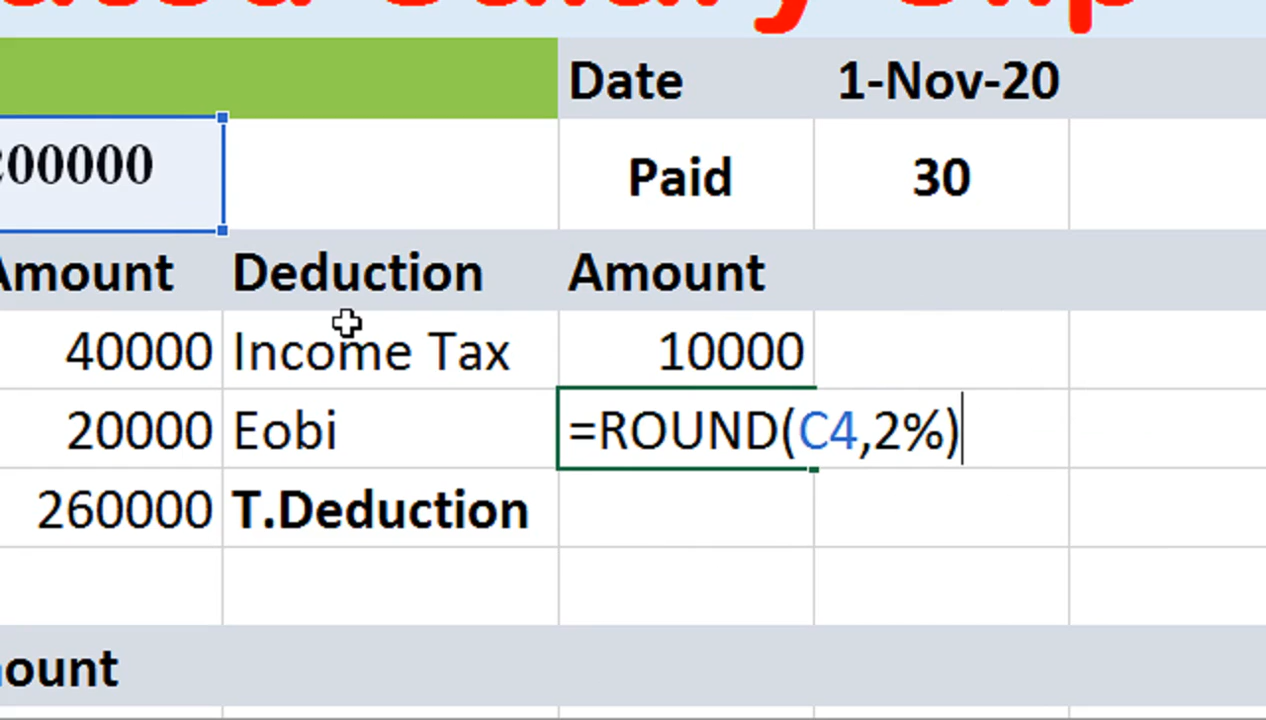 Date 1-Nov-20
200000 Paid 30
Amount Deduction Amount
40000 Income Tax 10000
20000 Eobi =ROUND(C4,2%)
260000 T.Deduction